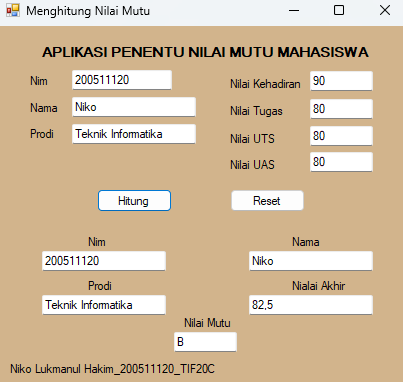 Menghitung Nilai Mutu
APLIKASI PENENTU NILAI MUTU MAHASISWA
Nim 200511120
Nama Niko
Prodi Teknik Informatika
Nilai Kehadiran 90
Nilai Tugas 80
Nilai UTS 80
Nilai UAS 80
Hitung Reset
Nim Nama
200511120 Niko
Prodi Nialai Akhir
Teknik Informatika 82,5
Nilai Mutu
B
Niko Lukmanul Hakim_200511120_TIF20C